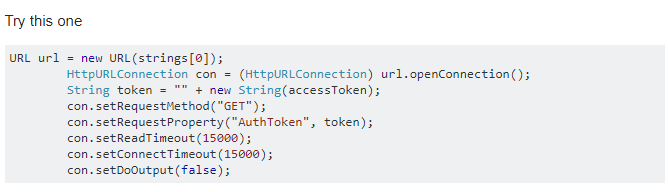 Try this one
URL url = new URL(strings[0]);
HttpURLConnection con = (HttpURLConnection) url.openConnection();
String token = "" + new String(accessToken);
con.setRequestMethod("GET");
con.setRequestProperty("AuthToken", token);
con.setReadTimeout(15000);
con.setConnectTimeout(15000);
con.setDoOutput(false);